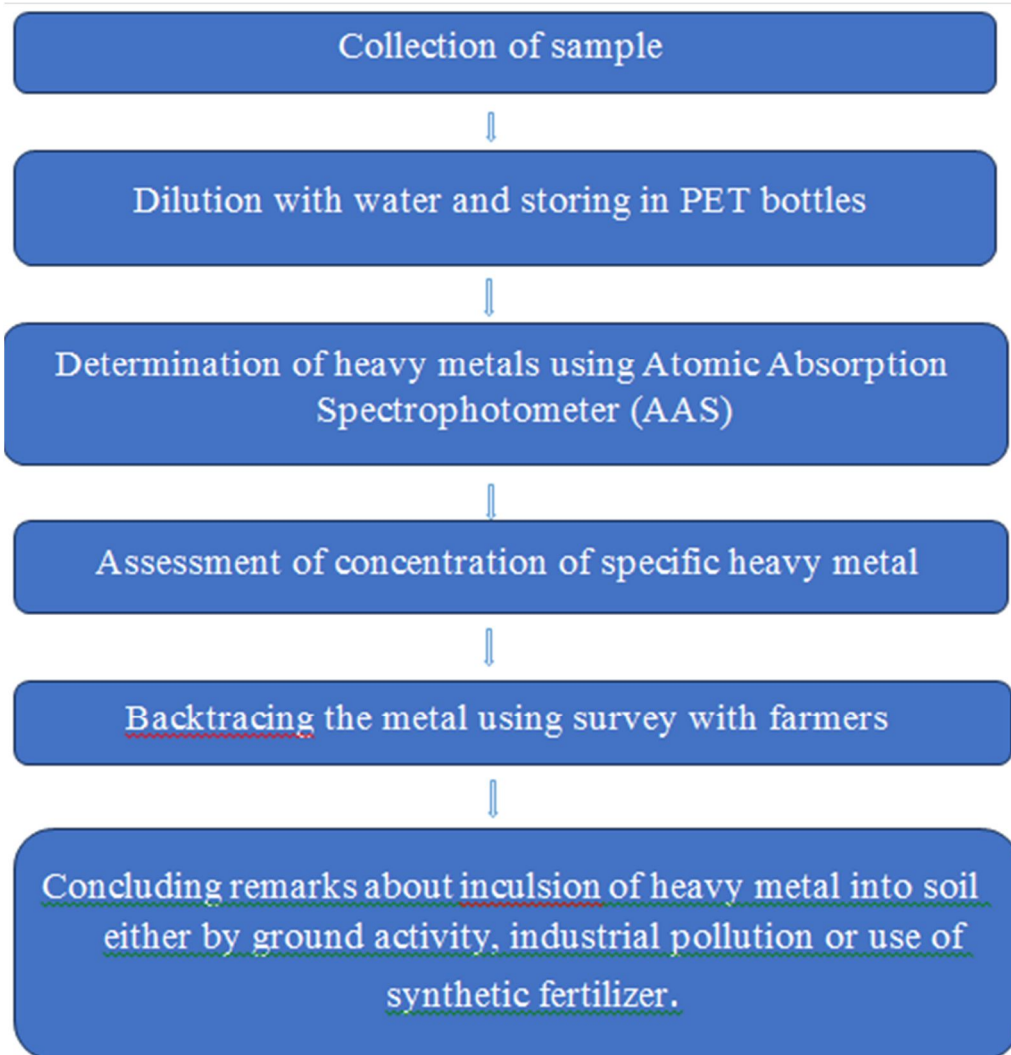 Collection of sample
Dilution with water and storing in PET bottles
Determination of heavy metals using Atomic Absorption
Spectrophotometer (AAS)
Assessment of concentration of specific heavy metal
Backtracing the metal using survey with farmers
Concluding remarks about inculsion of heavy metal into soil
either by ground activity, industrial pollution or use of
synthetic fertilizer.